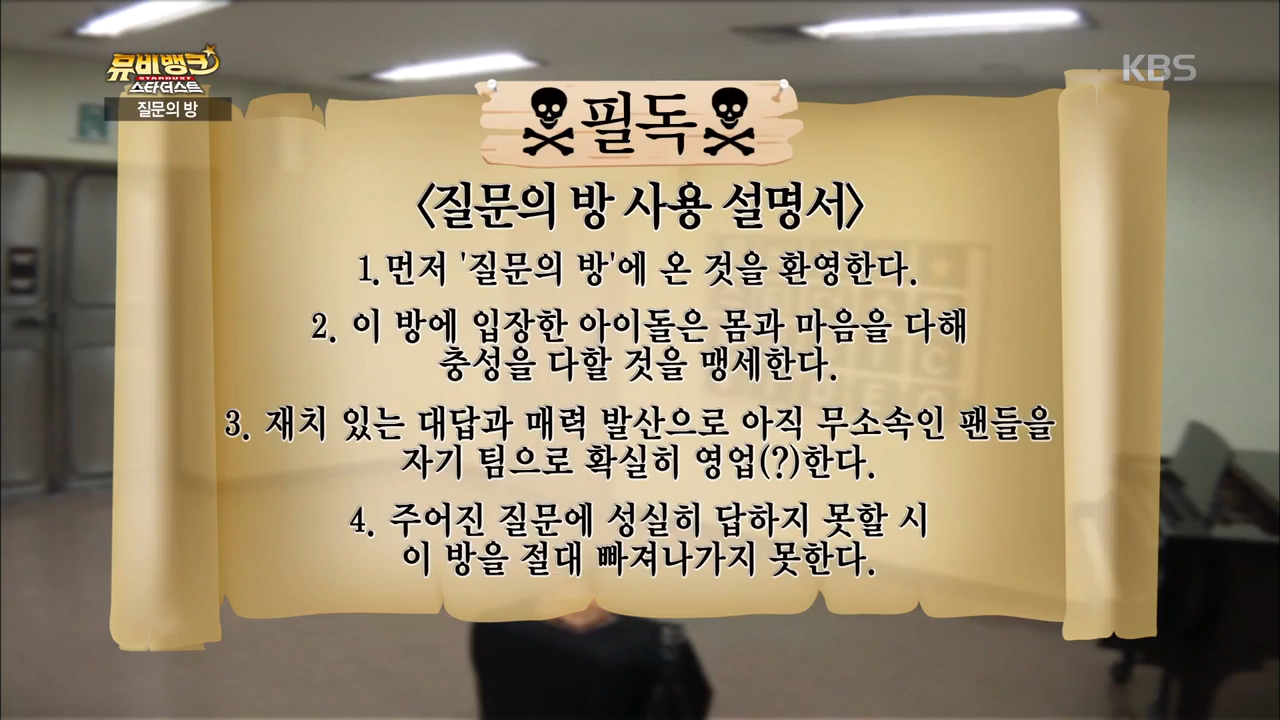 뮤비뱅크
STARDUST
스타더스트
질문의 방
KBS
필독
<질문의 방 사용 설명서>
1.먼저 '질문의 방'에 온 것을 환영한다.
2. 이 방에 입장한 아이돌은 몸과 마음을 다해
충성을 다할 것을 맹세한다.
3. 재치 있는 대답과 매력 발산으로 아직 무소속인 팬들을
자기 팀으로 확실히 영업(?)한다.
4. 주어진 질문에 성실히 답하지 못할 시
이 방을 절대 빠져나가지 못한다.